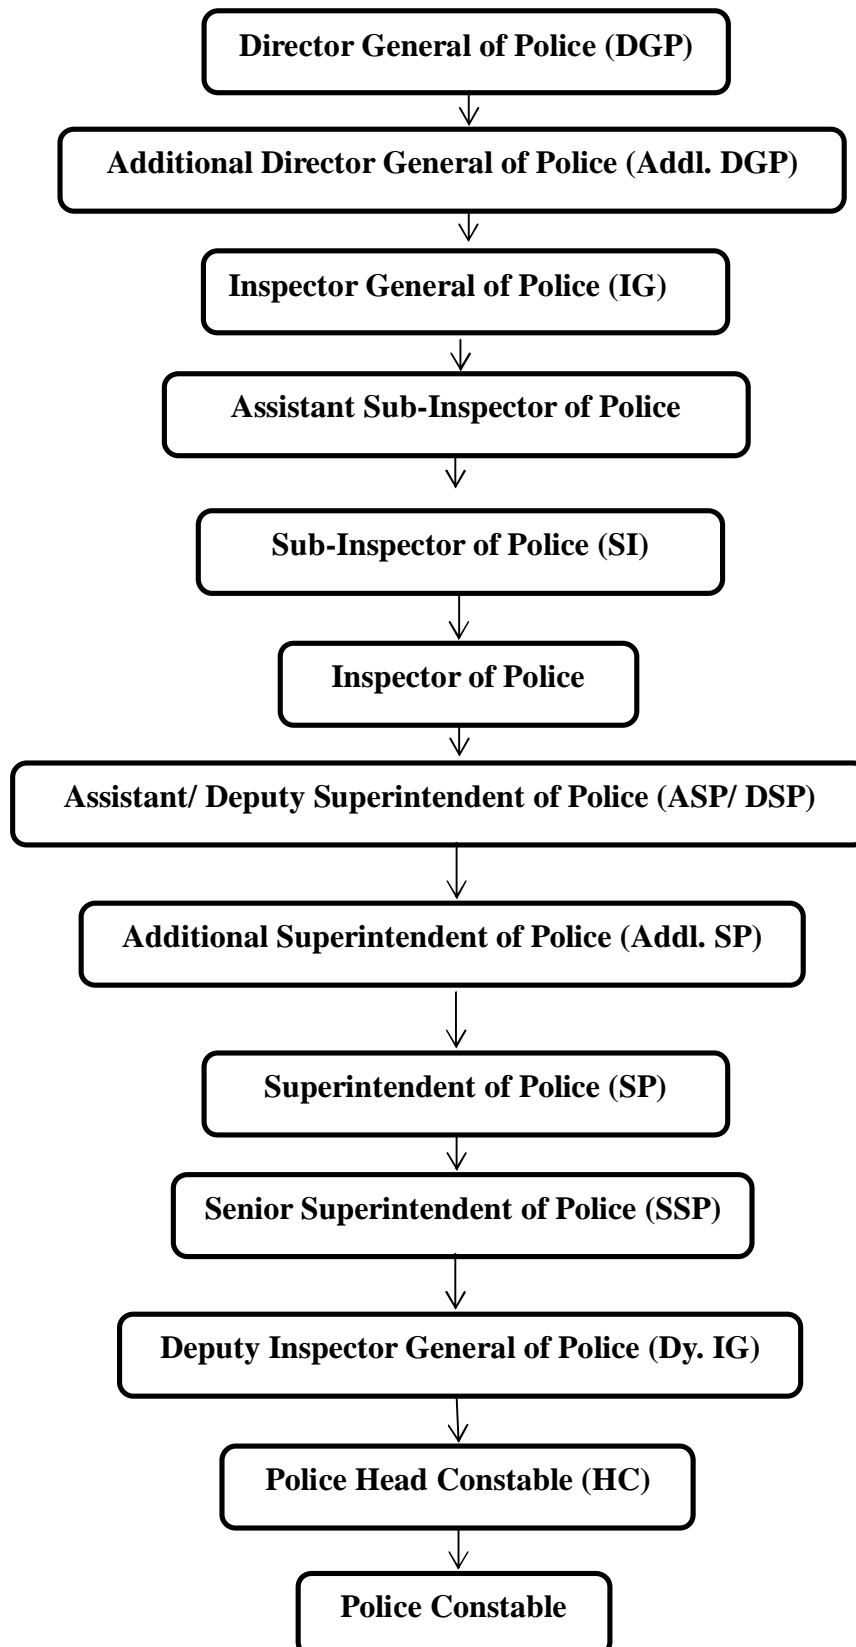 Director General of Police (DGP)
Additional Director General of Police (Addl. DGP)
Inspector General of Police (IG)
Assistant Sub-Inspector of Police
Sub-Inspector of Police (SI)
Inspector of Police
Assistant/ Deputy Superintendent of Police (ASP/ DSP)
Additional Superintendent of Police (Addl. SP)
Superintendent of Police (SP)
Senior Superintendent of Police (SSP)
Deputy Inspector General of Police (Dy. IG)
Police Head Constable (HC)
Police Constable